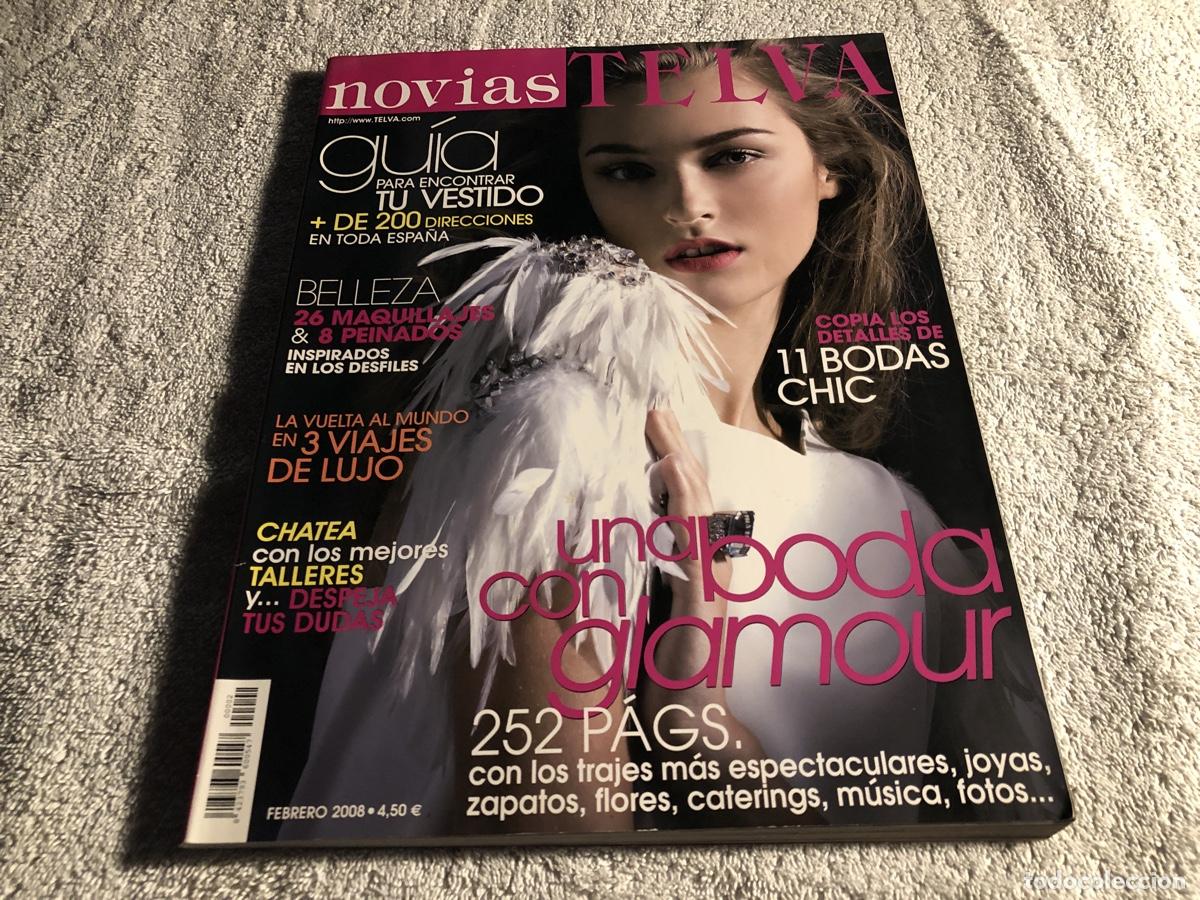 novias TELVA
http://www.TELVA.com
guía
PARA ENCONTRAR
TU VESTIDO
+ DE 200 DIRECCIONES
EN TODA ESPAÑA
BELLEZA
26 MAQUILLAJES
& 8 PEINADOS
INSPIRADOS
EN LOS DESFILES
COPIA LOS
DETALLES DE
11 BODAS
CHIC
LA VUELTA AL MUNDO
EN 3 VIAJES
DE LUJO
CHATEA
con los mejores
TALLERES
y... DESPEJA
TUS DUDAS
una boda
con
glamour
252 PÁGS.
con los trajes más espectaculares, joyas,
zapatos, flores, caterings, música, fotos...
00002
FEBRERO 2008 • 4,50 €
todocoleccion